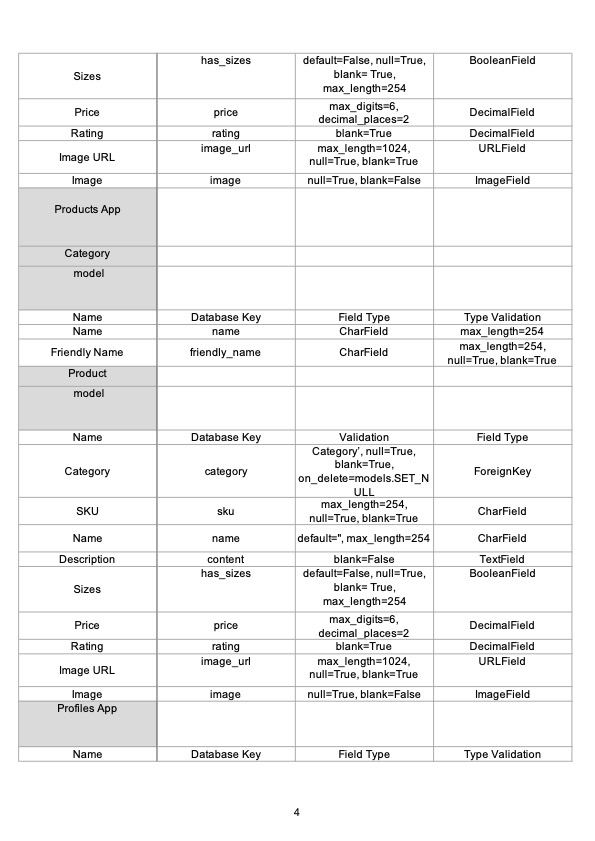 Sizes has_sizes default=False, null=True, BooleanField
blank= True,
max_length=254
Price price max_digits=6, DecimalField
decimal_places=2
Rating rating blank=True DecimalField
Image URL image_url max_length=1024, URLField
null=True, blank=True
Image image null=True, blank=False ImageField
Products App
Category
model
Name Database Key Field Type Type Validation
Name name CharField max_length=254
Friendly Name friendly_name CharField max_length=254,
null=True, blank=True
Product
model
Name Database Key Validation Field Type
Category category Category', null=True, ForeignKey
blank=True,
on_delete=models.SET_N
ULL
SKU sku max_length=254, CharField
null=True, blank=True
Name name default=", max_length=254 CharField
Description content blank=False TextField
Sizes has_sizes default=False, null=True, BooleanField
blank= True,
max_length=254
Price price max_digits=6, DecimalField
decimal_places=2
Rating rating blank=True DecimalField
Image URL image_url max_length=1024, URLField
null=True, blank=True
Image image null=True, blank=False ImageField
Profiles App
Name Database Key Field Type Type Validation
4